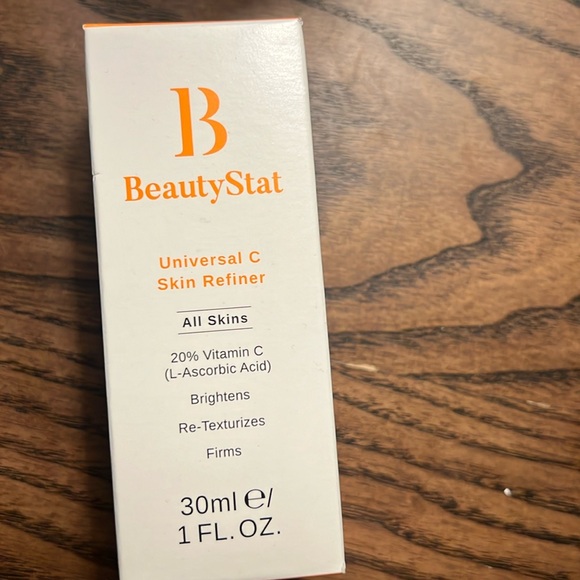 B
BeautyStat
Universal C
Skin Refiner
All Skins
20% Vitamin C
(L-Ascorbic Acid)
Brightens
Re-Texturizes
Firms
30ml ℮/
1 FL. OZ.